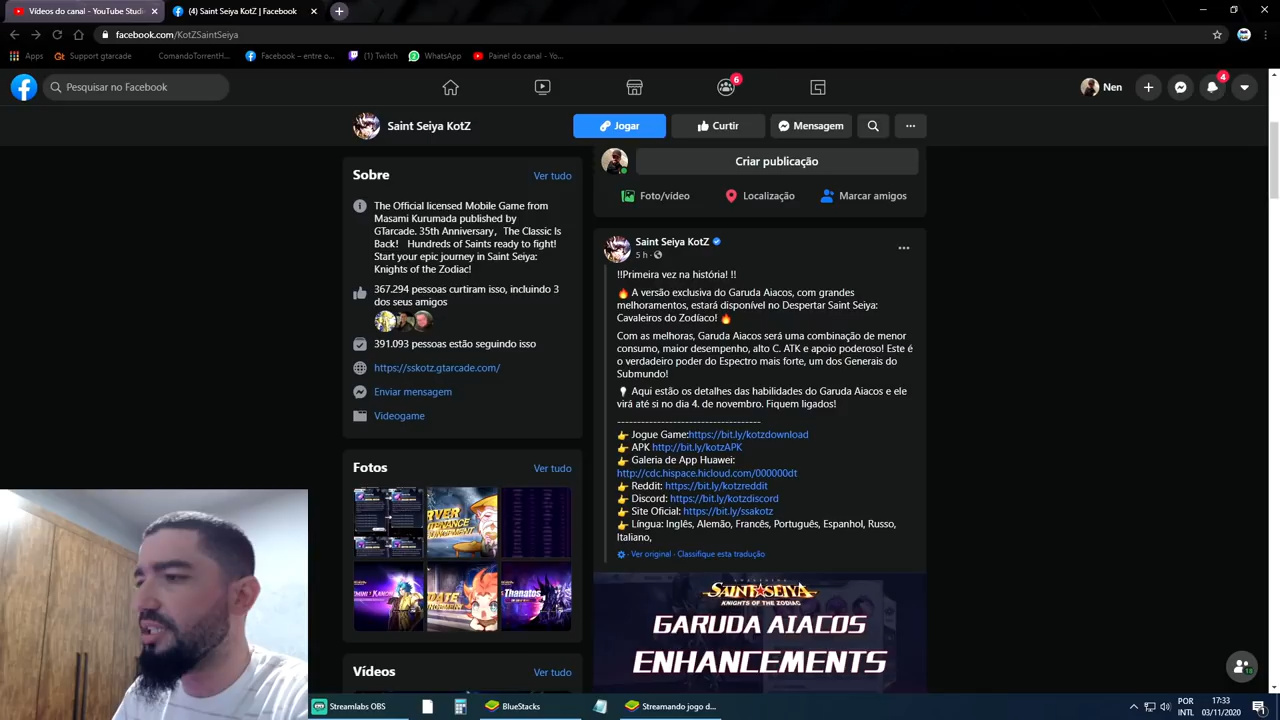 Vídeos do canal - YouTube Studi
(4) Saint Seiya KotZ | Facebook
facebook.com/KotZSaintSeiya
Apps
Support gtarcade
ComandoTorrentH...
Facebook – entre o...
(1) Twitch
WhatsApp
Painel do canal - Yo...
Pesquisar no Facebook
6
Nen
4
Saint Seiya KotZ
Jogar
Curtir
Mensagem
Sobre
Ver tudo
The Official licensed Mobile Game from
Masami Kurumada published by
GTarcade. 35th Anniversary, The Classic Is
Back! Hundreds of Saints ready to fight!
Start your epic journey in Saint Seiya:
Knights of the Zodiac!
367.294 pessoas curtiram isso, incluindo 3
dos seus amigos
391.093 pessoas estão seguindo isso
https://sskotz.gtarcade.com/
Enviar mensagem
Videogame
Fotos
Ver tudo
Thanatos
Vídeos
Ver tudo
Criar publicação
Foto/vídeo
Localização
Marcar amigos
Saint Seiya KotZ
5 h ·
!!Primeira vez na história! !!
🔥 A versão exclusiva do Garuda Aiacos, com grandes
melhoramentos, estará disponível no Despertar Saint Seiya:
Cavaleiros do Zodíaco! 🔥
Com as melhoras, Garuda Aiacos será uma combinação de menor
consumo, maior desempenho, alto C. ATK e apoio poderoso! Este é
o verdadeiro poder do Espectro mais forte, um dos Generais do
Submundo!
💡 Aqui estão os detalhes das habilidades do Garuda Aiacos e ele
virá até si no dia 4. de novembro. Fiquem ligados!
------------------------------------
👉 Jogue Game:https://bit.ly/kotzdownload
👉 APK http://bit.ly/kotzAPK
👉 Galeria de App Huawei:
http://cdc.hispace.hicloud.com/000000dt
👉 Reddit: https://bit.ly/kotzreddit
👉 Discord: https://bit.ly/kotzdiscord
👉 Site Oficial: https://bit.ly/ssakotz
👉 Língua: Inglês, Alemão, Francês, Português, Espanhol, Russo,
Italiano,
· Ver original · Classifique esta tradução
SAINT SEIYA
KNIGHTS OF THE ZODIAC
GARUDA AIACOS
ENHANCEMENTS
Streamlabs OBS
BlueStacks
Streamando jogo d...
POR
INTL
17:33
03/11/2020